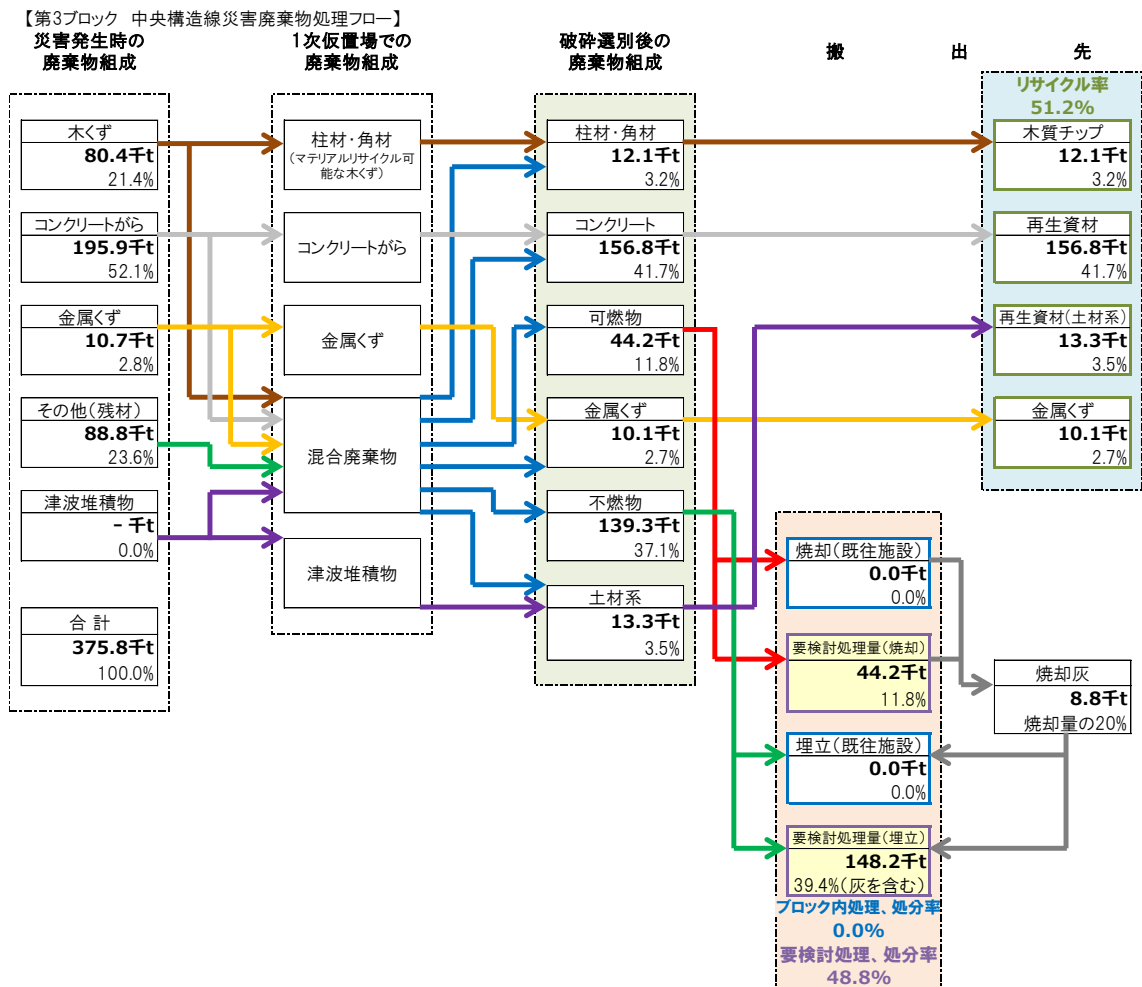 【第3ブロック 中央構造線災害廃棄物処理フロー】
災害発生時の
廃棄物組成
1次仮置場での
廃棄物組成
破砕選別後の
廃棄物組成
搬 出 先
木くず
80.4千t
21.4%
コンクリートがら
195.9千t
52.1%
金属くず
10.7千t
2.8%
その他(残材)
88.8千t
23.6%
津波堆積物
- 千t
0.0%
合 計
375.8千t
100.0%
柱材・角材
(マテリアルリサイクル可
能な木くず)
コンクリートがら
金属くず
混合廃棄物
津波堆積物
柱材・角材
12.1千t
3.2%
コンクリート
156.8千t
41.7%
可燃物
44.2千t
11.8%
金属くず
10.1千t
2.7%
不燃物
139.3千t
37.1%
土材系
13.3千t
3.5%
リサイクル率
51.2%
木質チップ
12.1千t
3.2%
再生資材
156.8千t
41.7%
再生資材(土材系)
13.3千t
3.5%
金属くず
10.1千t
2.7%
焼却(既往施設)
0.0千t
0.0%
要検討処理量(焼却)
44.2千t
11.8%
埋立(既往施設)
0.0千t
0.0%
要検討処理量(埋立)
148.2千t
39.4%(灰を含む)
ブロック内処理、処分率
0.0%
要検討処理、処分率
48.8%
焼却灰
8.8千t
焼却量の20%